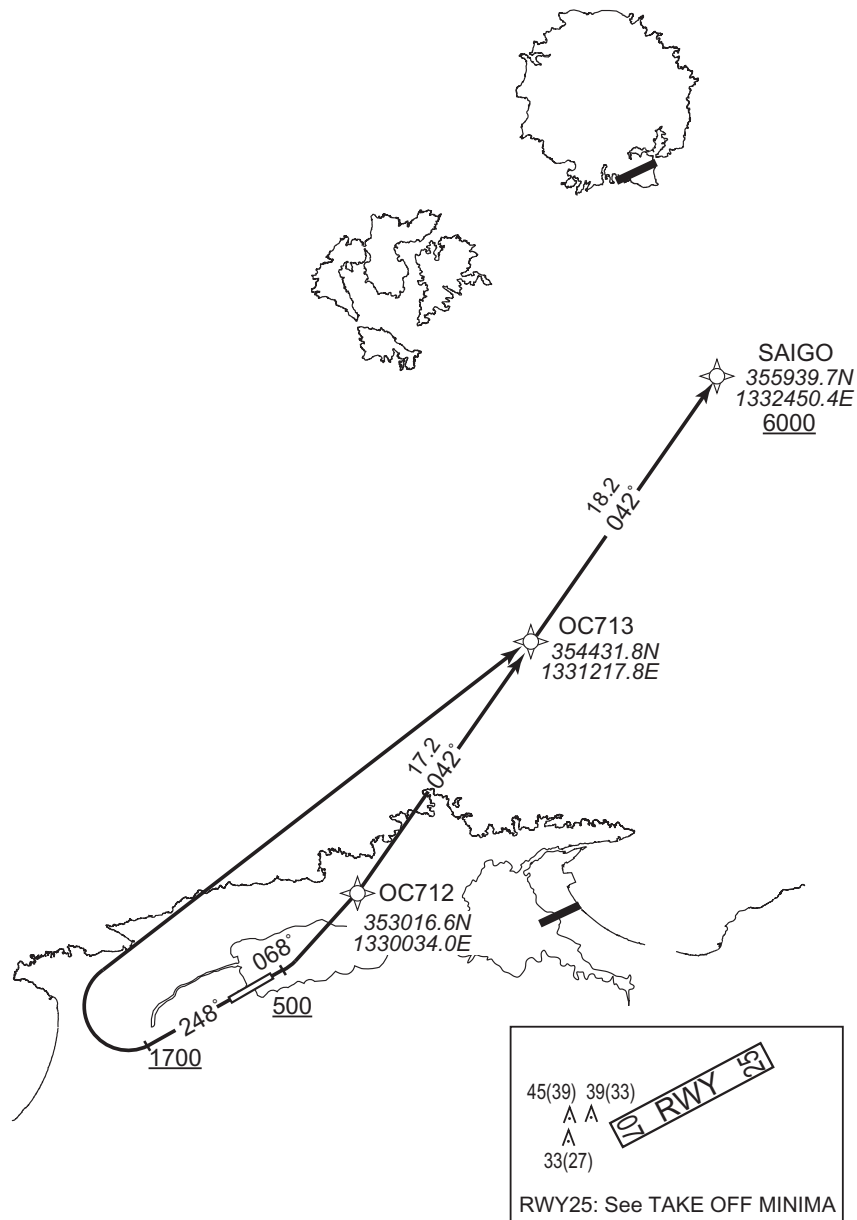 SAIGO
355939.7N
1332450.4E
6000
18.2
042°
OC713
354431.8N
1331217.8E
17.2
042°
OC712
353016.6N
1330034.0E
068°
248°
500
1700
45(39) 39(33)
33(27)
07 RWY 25
RWY25: See TAKE OFF MINIMA